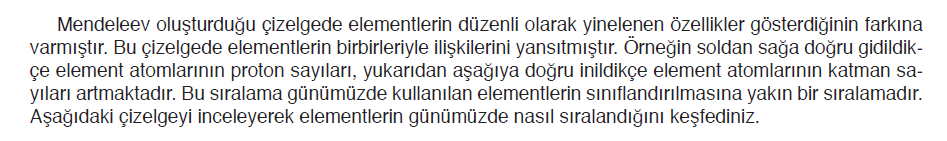 Mendeleev oluşturduğu çizelgede elementlerin düzenli olarak yinelenen özellikler gösterdiğinin farkına
varmıştır. Bu çizelgede elementlerin birbirleriyle ilişkilerini yansıtmıştır. Örneğin soldan sağa doğru gidildik-
çe element atomlarının proton sayıları, yukarıdan aşağıya doğru inildikçe element atomlarının katman sa-
yıları artmaktadır. Bu sıralama günümüzde kullanılan elementlerin sınıflandırılmasına yakın bir sıralamadır.
Aşağıdaki çizelgeyi inceleyerek elementlerin günümüzde nasıl sıralandığını keşfediniz.